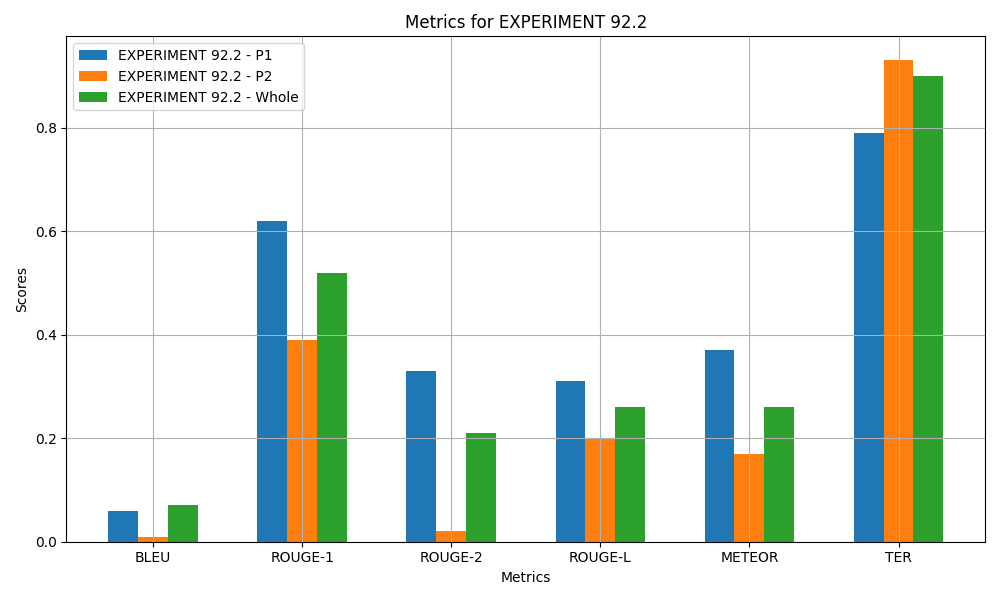 Metrics for EXPERIMENT 92.2
EXPERIMENT 92.2 - P1
EXPERIMENT 92.2 - P2
EXPERIMENT 92.2 - Whole
Scores
0.8
0.6
0.4
0.2
0.0
BLEU
ROUGE-1
ROUGE-2
ROUGE-L
METEOR
TER
Metrics